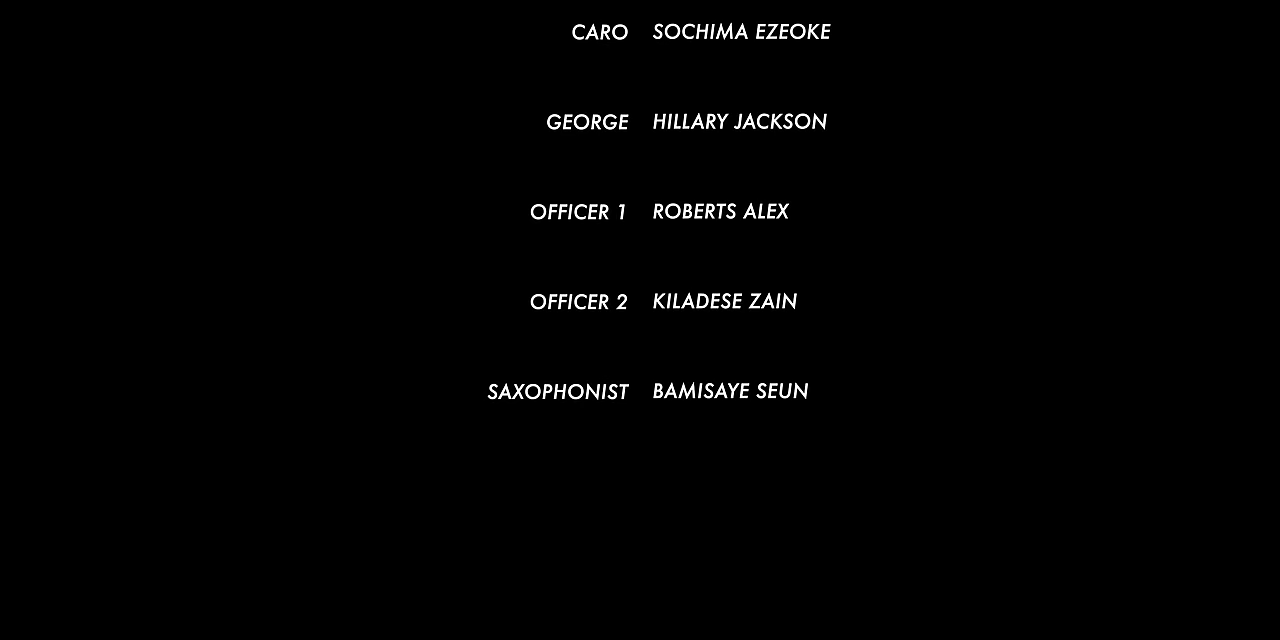 CARO SOCHIMA EZEOKE
GEORGE HILLARY JACKSON
OFFICER 1 ROBERTS ALEX
OFFICER 2 KILADESE ZAIN
SAXOPHONIST BAMISAYE SEUN